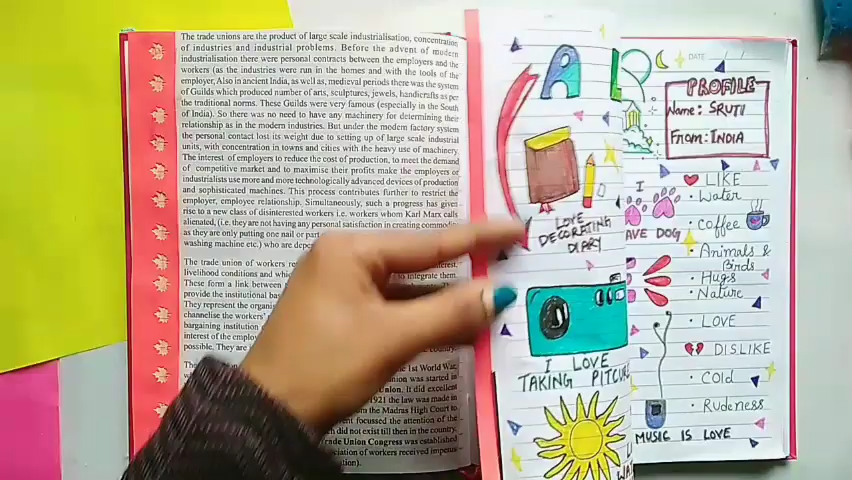 The trade unions are the product of large scale industrialisation, concentration
of industries and industrial problems. Before the advent of modern
industrialisation there were personal contracts between the employers and the
workers (as the industries were run in the homes and with the tools of the
employer, Also in ancient India, as well as, medieval periods there was the system
of Guilds which produced number of arts, sculptures, jewels, handicrafts as per
the traditional norms. These Guilds were very famous (especially in the South
of India). So there was no need to have any machinery for determining their
relationship as in the modern industries. But under the modern factory system
the personal contact lost its weight due to setting up of large scale industrial
units, with concentration in towns and cities with the heavy use of machinery.
The interest of employers to reduce the cost of production, to meet the demand
of competitive market and to maximise their profits make the employers or
industrialists use more and more technologically advanced devices of production
and sophisticated machines. This process contributes further to restrict the
employer, employee relationship. Simultaneously, such a progress has given
rise to a new class of disinterested workers i.e. workers whom Karl Marx calls
alienated, (i.e. they are not having any personal satisfaction in creating
as they are only putting one nail or part
washing machine etc.) who are
The trade union of workers
livelihood conditions and to integrate them.
These form a link between
provide the institutional
They represent the
channelise the workers'
bargaining institution
interest of the employer
possible. They are country.
The 1st World War,
union was started in
Union. It did excellent
1921 the law was made in
the Madras High Court to
focussed the attention of the
did not exist till then in the country.
Trade Union Congress was established
of workers received
A L
LOVE
DECORATING
DIARY
I LOVE
TAKING
DATE / /
PROFILE
Name: SRUTI
From: INDIA
I
DOG
LIKE
• Water
• Coffee
• Animals &
Birds
• Hugs
• Nature
• LOVE
DISLIKE
• COLD
• RUDENESS
MUSIC IS LOVE